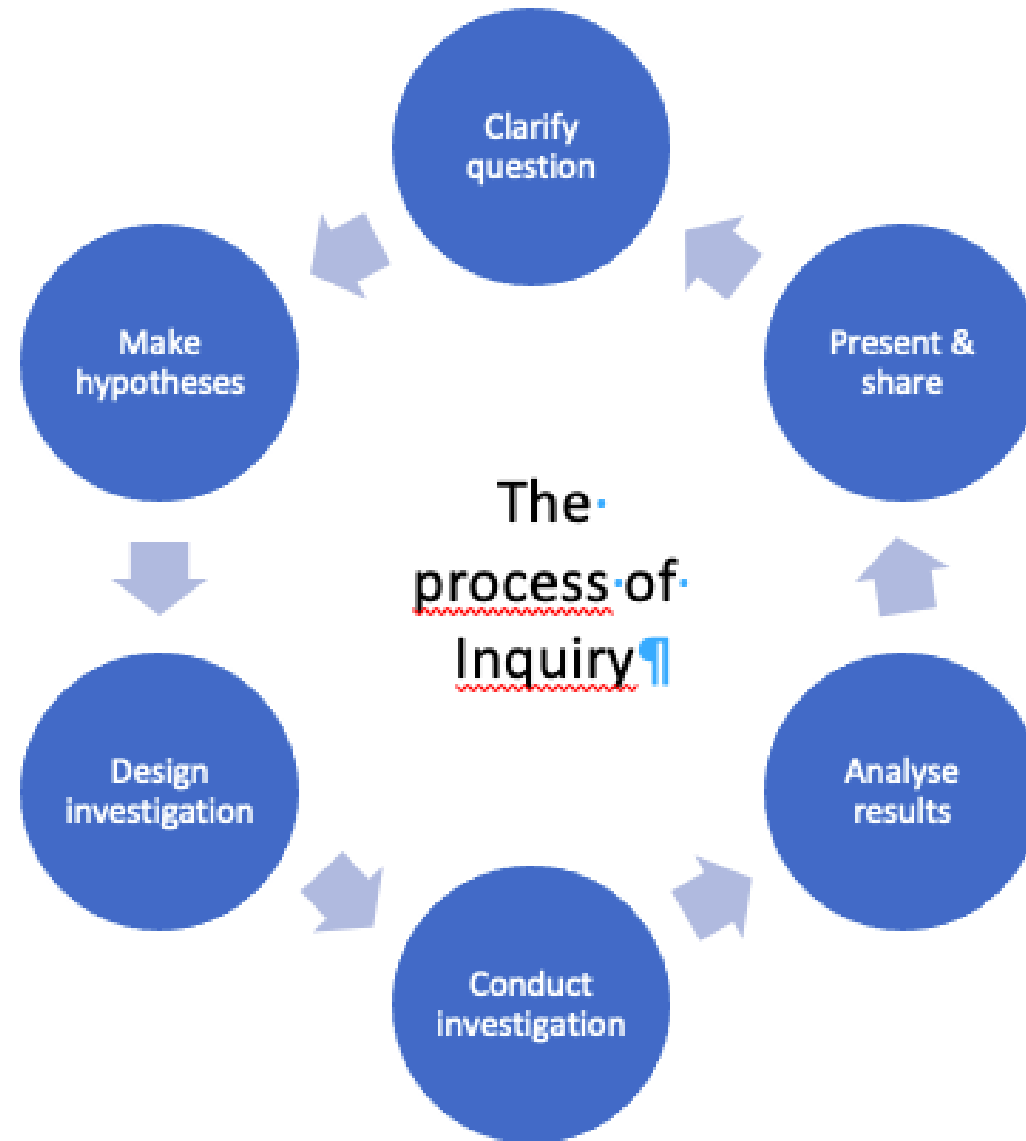 Clarify
question
Make
hypotheses
Design
investigation
Conduct
investigation
Analyse
results
Present &
share
The
process of
Inquiry¶